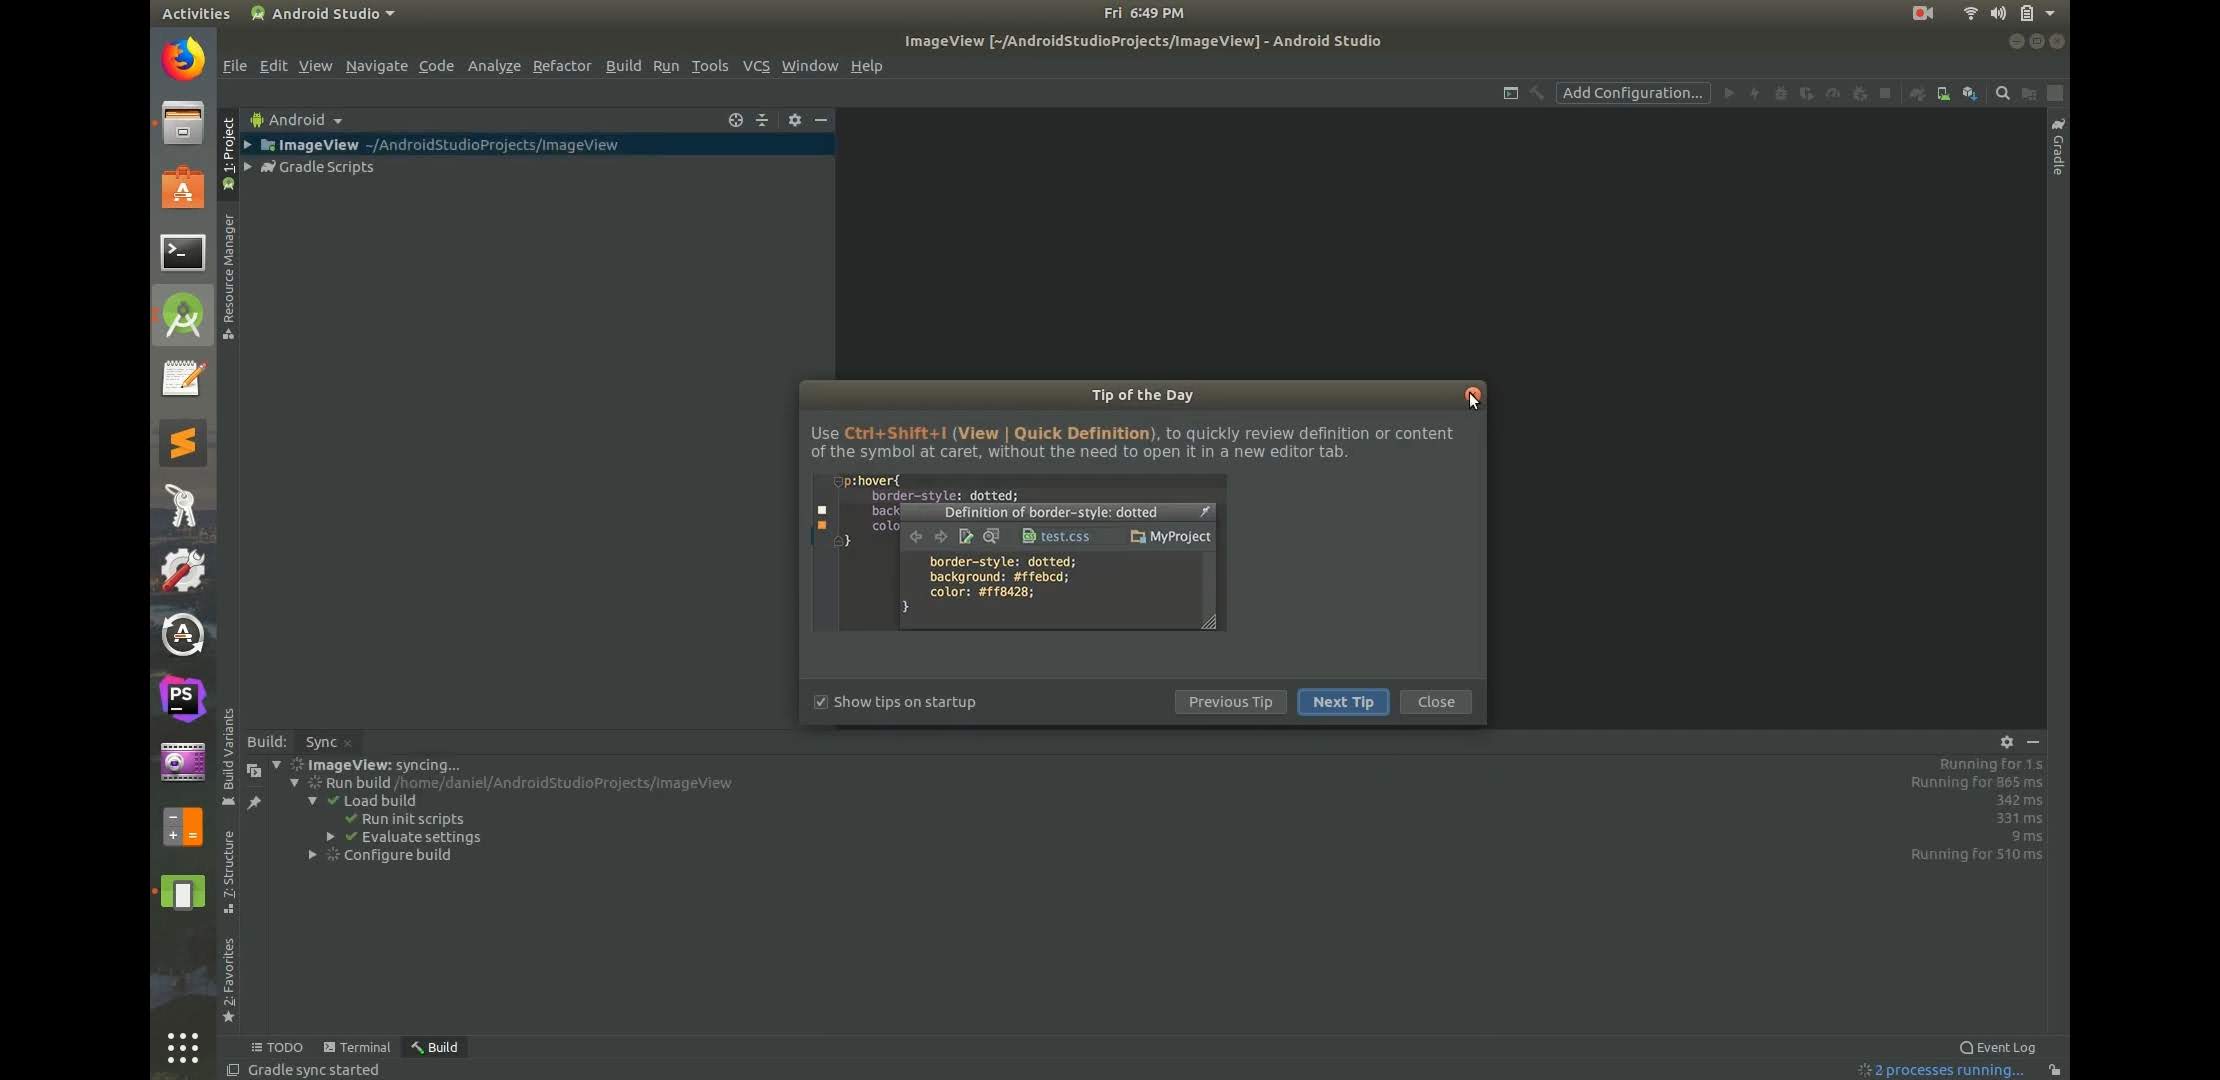 Activities Android Studio Fri 6:49 PM
ImageView [~/AndroidStudioProjects/ImageView] - Android Studio
File Edit View Navigate Code Analyze Refactor Build Run Tools VCS Window Help
Add Configuration...
Android
ImageView ~/AndroidStudioProjects/ImageView
Gradle Scripts
1: Project
Resource Manager
Build Variants
7: Structure
2: Favorites
Gradle
PS
Tip of the Day
Use Ctrl+Shift+I (View | Quick Definition), to quickly review definition or content
of the symbol at caret, without the need to open it in a new editor tab.
p:hover{
border-style: dotted;
back
colo
}
Definition of border-style: dotted
test.css MyProject
border-style: dotted;
background: #ffebcd;
color: #ff8428;
}
Show tips on startup Previous Tip Next Tip Close
Build: Sync
ImageView: syncing... Running for 1 s
Run build /home/daniel/AndroidStudioProjects/ImageView Running for 865 ms
Load build 342 ms
Run init scripts 331 ms
Evaluate settings 9 ms
Configure build Running for 510 ms
TODO Terminal Build Event Log
Gradle sync started 2 processes running...